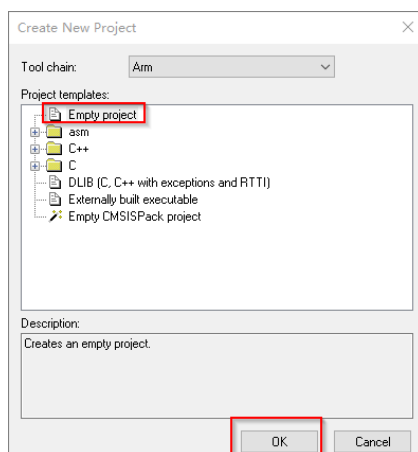 Create New Project
Tool chain: Arm
Project templates:
Empty project
asm
C++
C
DLIB (C, C++ with exceptions and RTTI)
Externally built executable
Empty CMSISPack project
Description:
Creates an empty project.
OK Cancel